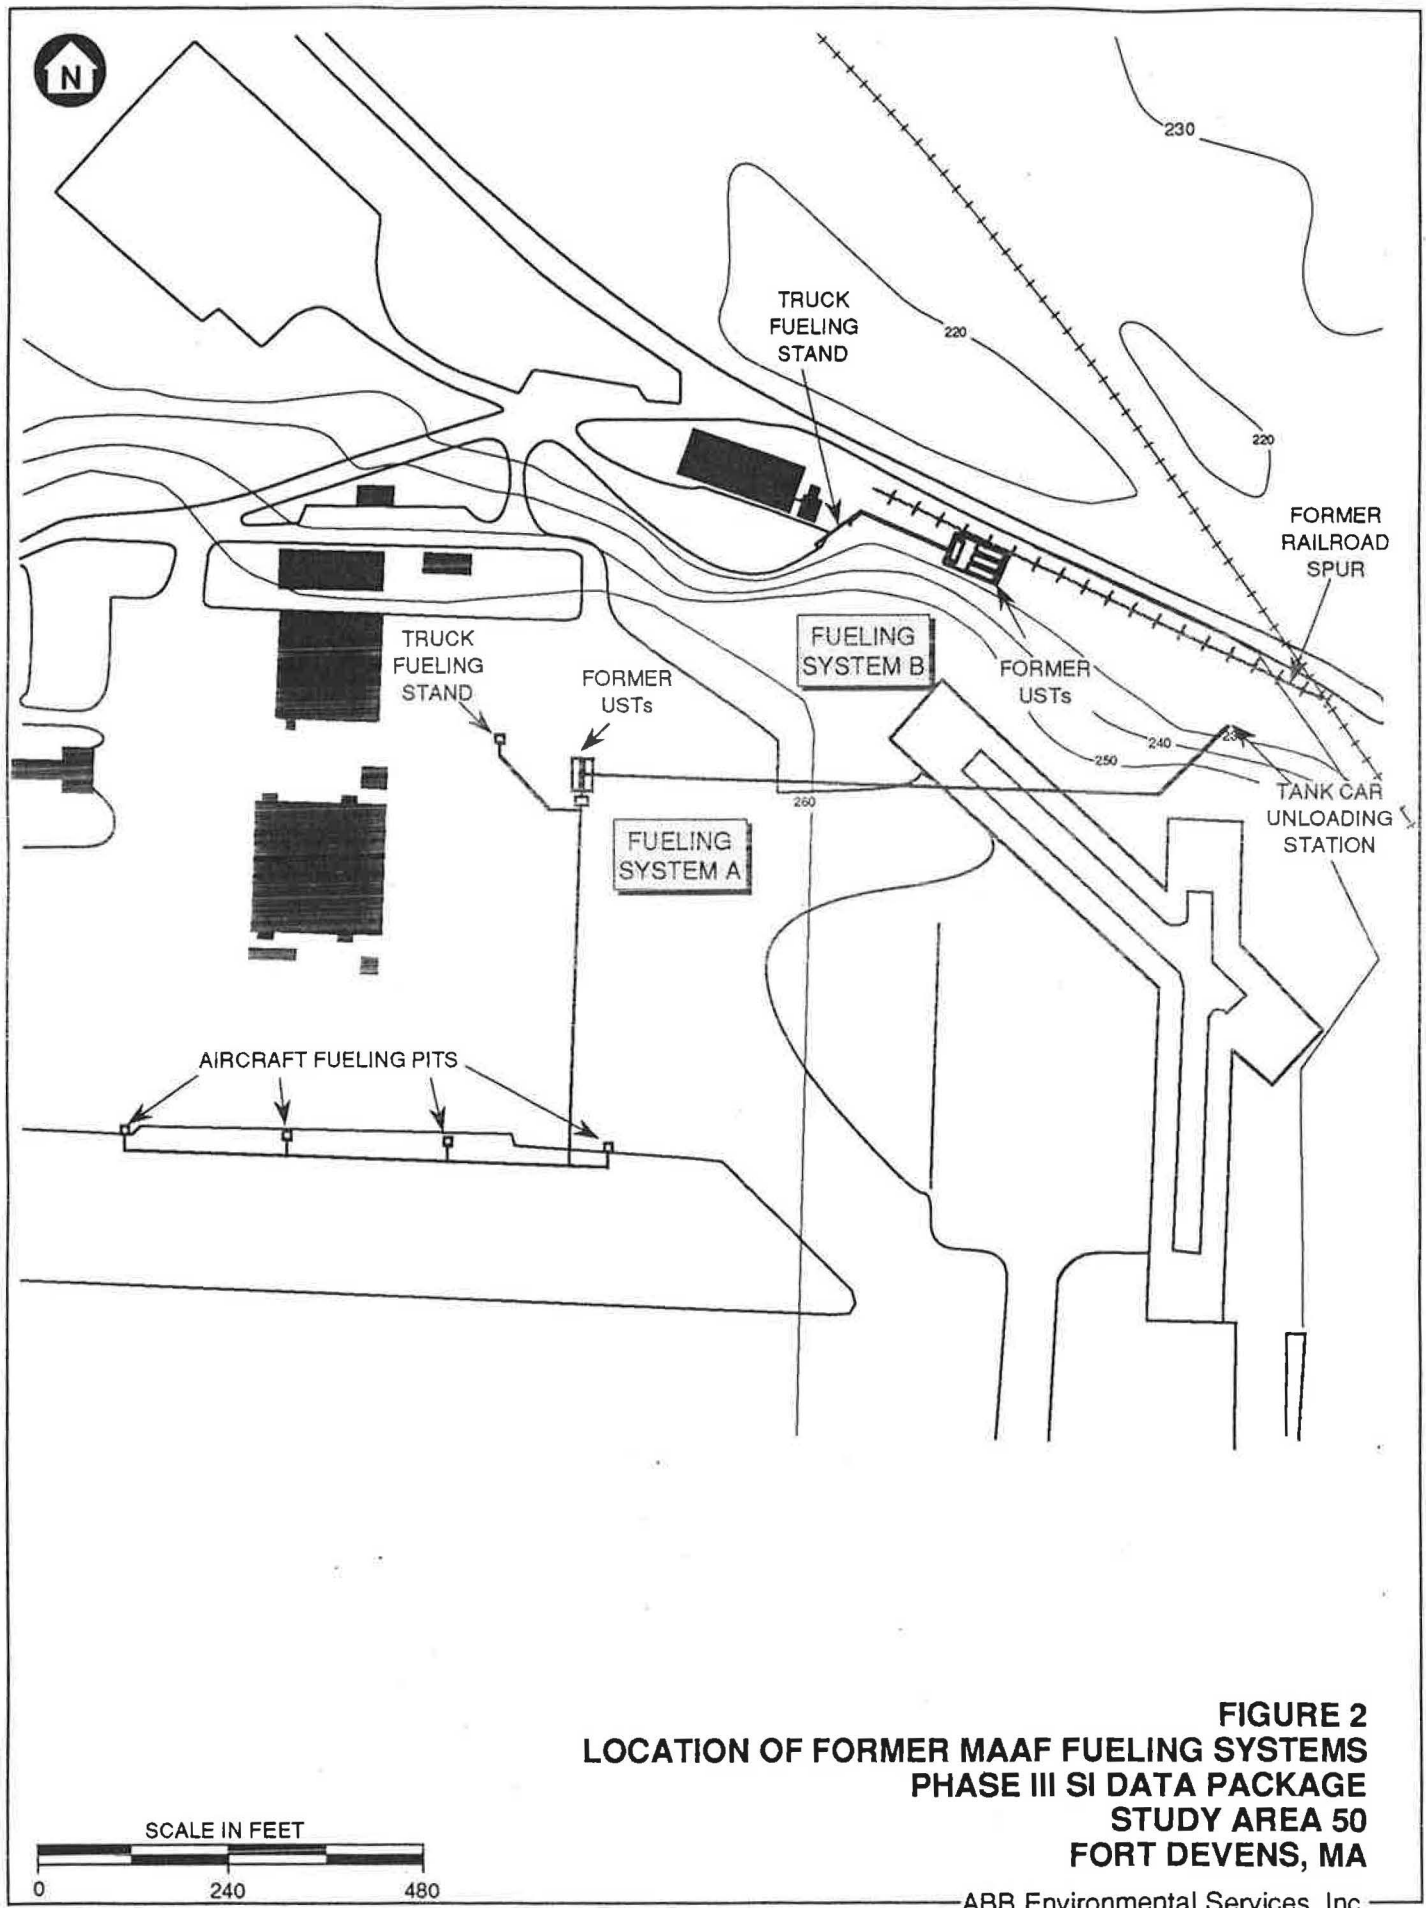 N
230
TRUCK
FUELING
STAND
220
220
FORMER
RAILROAD
SPUR
TRUCK
FUELING
STAND
FORMER
USTs
FUELING
SYSTEM B
FORMER
USTs
240
250
260
TANK CAR
UNLOADING
STATION
FUELING
SYSTEM A
AIRCRAFT FUELING PITS
FIGURE 2
LOCATION OF FORMER MAAF FUELING SYSTEMS
PHASE III SI DATA PACKAGE
STUDY AREA 50
FORT DEVENS, MA
SCALE IN FEET
0 240 480
ABB Environmental Services, Inc.